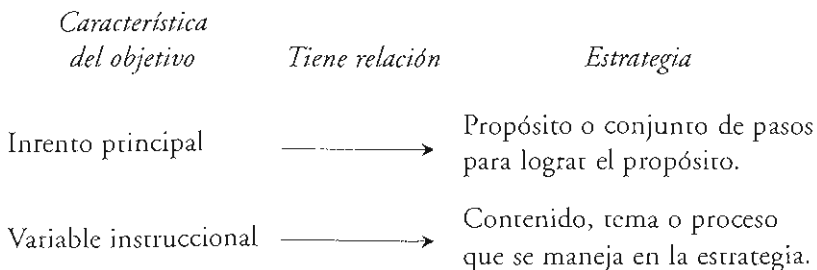 Característica
del objetivo Tiene relación Estrategia
Intento principal Propósito o conjunto de pasos
para lograr el propósito.
Variable instruccional Contenido, tema o proceso
que se maneja en la estrategia.